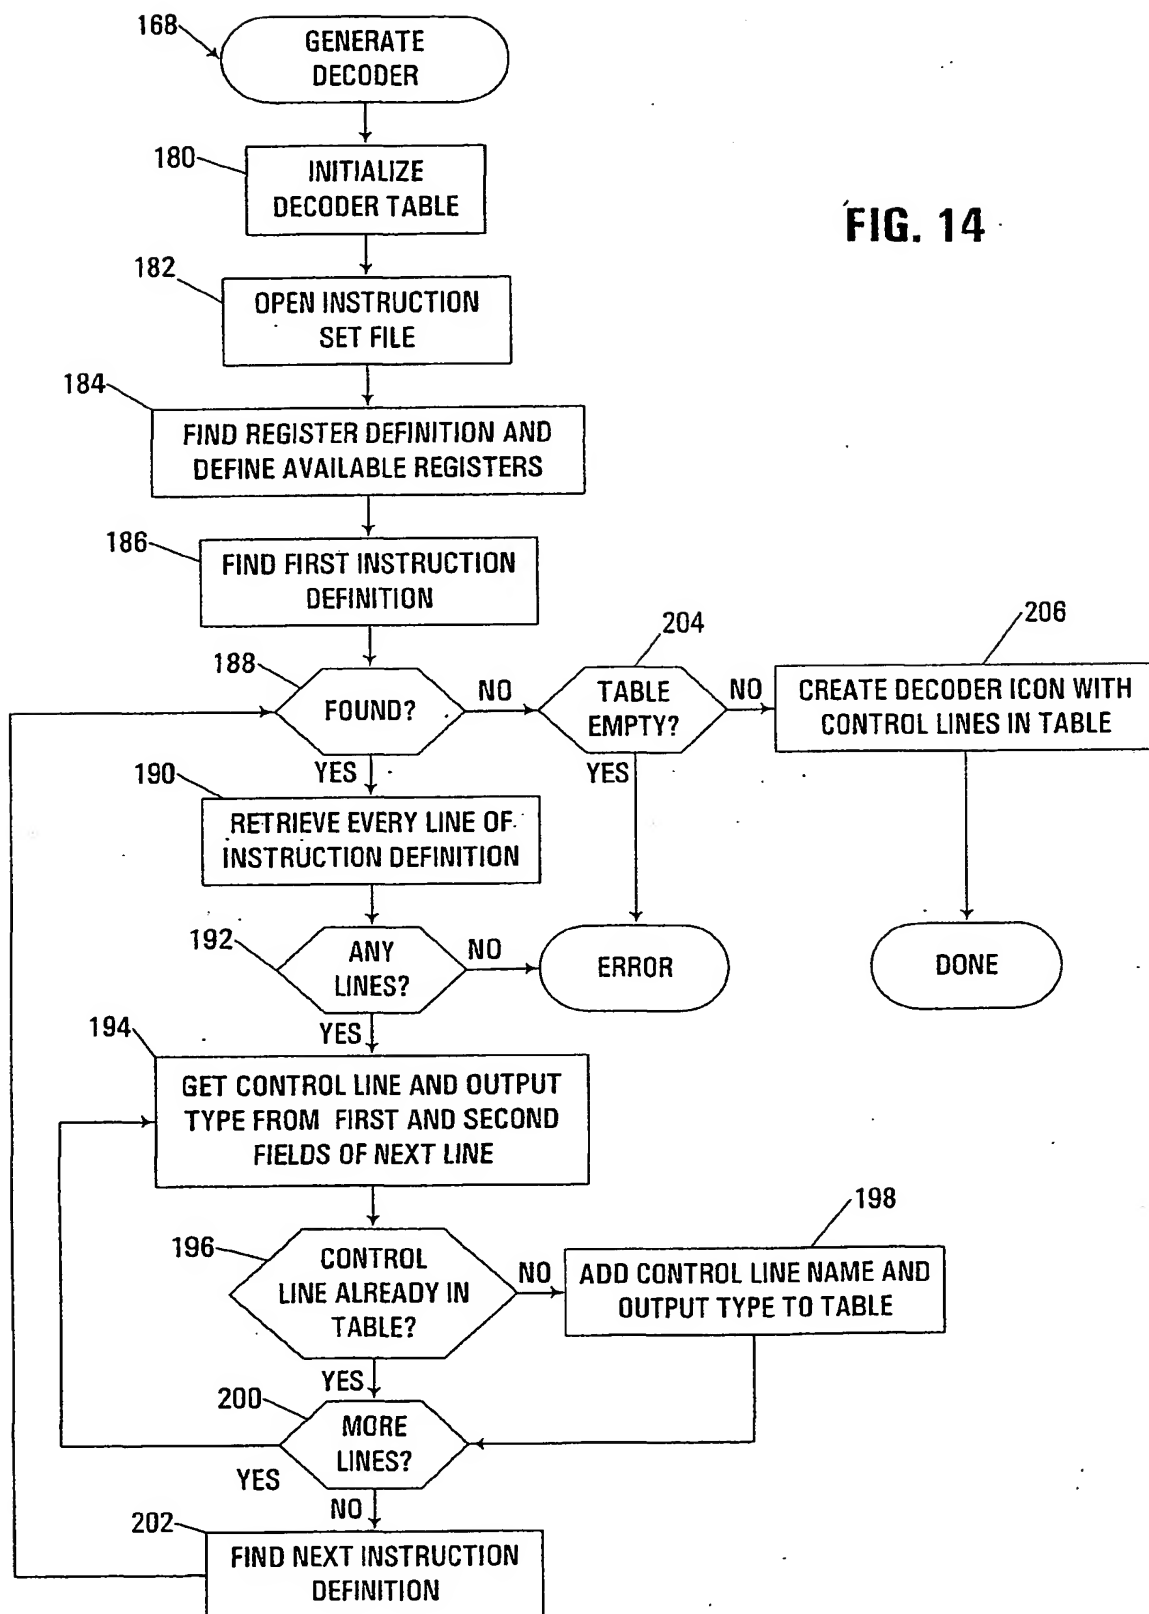 168
GENERATE
DECODER
180
INITIALIZE
DECODER TABLE
FIG. 14
182
OPEN INSTRUCTION
SET FILE
184
FIND REGISTER DEFINITION AND
DEFINE AVAILABLE REGISTERS
186
FIND FIRST INSTRUCTION
DEFINITION
188
FOUND?
NO
204
TABLE
EMPTY?
NO
206
CREATE DECODER ICON WITH
CONTROL LINES IN TABLE
YES
YES
190
RETRIEVE EVERY LINE OF
INSTRUCTION DEFINITION
192
ANY
LINES?
NO
ERROR
DONE
YES
194
GET CONTROL LINE AND OUTPUT
TYPE FROM FIRST AND SECOND
FIELDS OF NEXT LINE
196
CONTROL
LINE ALREADY IN
TABLE?
NO
198
ADD CONTROL LINE NAME AND
OUTPUT TYPE TO TABLE
YES
200
MORE
LINES?
YES
NO
202
FIND NEXT INSTRUCTION
DEFINITION